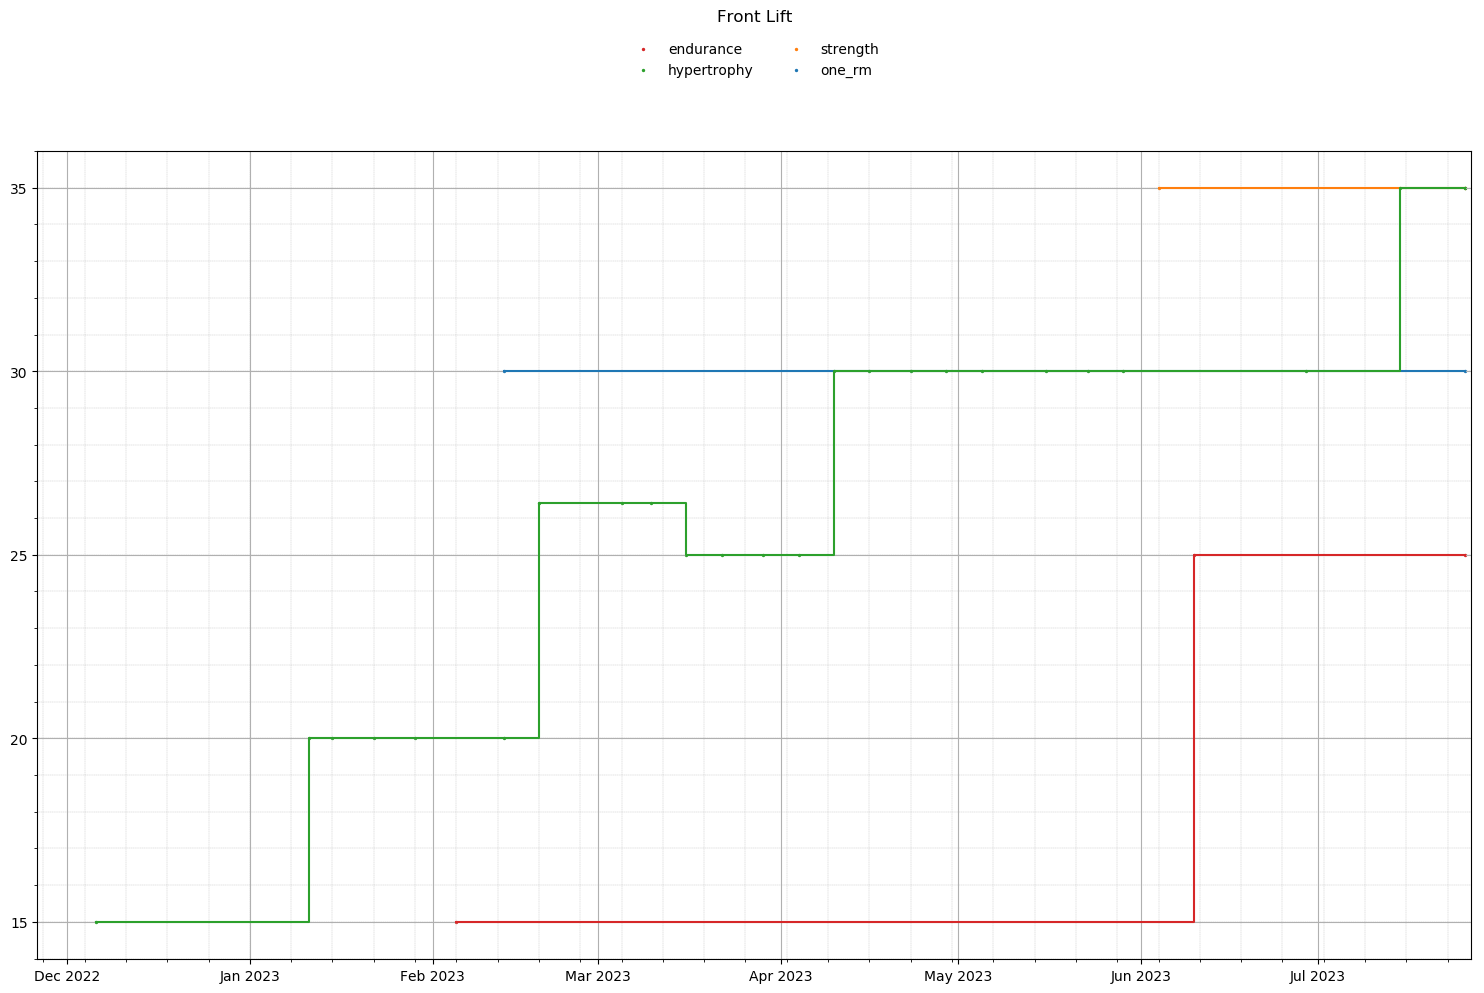 Front Lift
endurance strength
hypertrophy one_rm
35
30
25
20
15
Dec 2022 Jan 2023 Feb 2023 Mar 2023 Apr 2023 May 2023 Jun 2023 Jul 2023